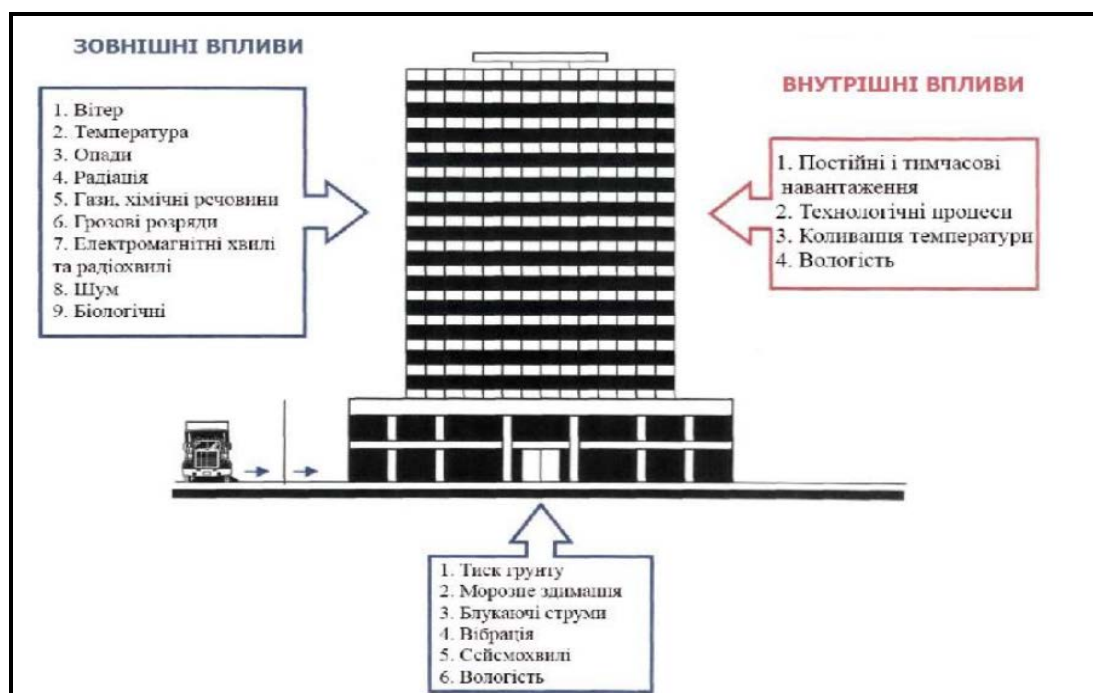 ЗОВНІШНІ ВПЛИВИ
1. Вітер
2. Температура
3. Опади
4. Радіація
5. Гази, хімічні речовини
6. Грозові розряди
7. Електромагнітні хвилі
та радіохвилі
8. Шум
9. Біологічні
ВНУТРІШНІ ВПЛИВИ
1. Постійні і тимчасові
навантаження
2. Технологічні процеси
3. Коливання температури
4. Вологість
1. Тиск ґрунту
2. Морозне здимання
3. Блукаючі струми
4. Вібрація
5. Сейсмохвилі
6. Вологість